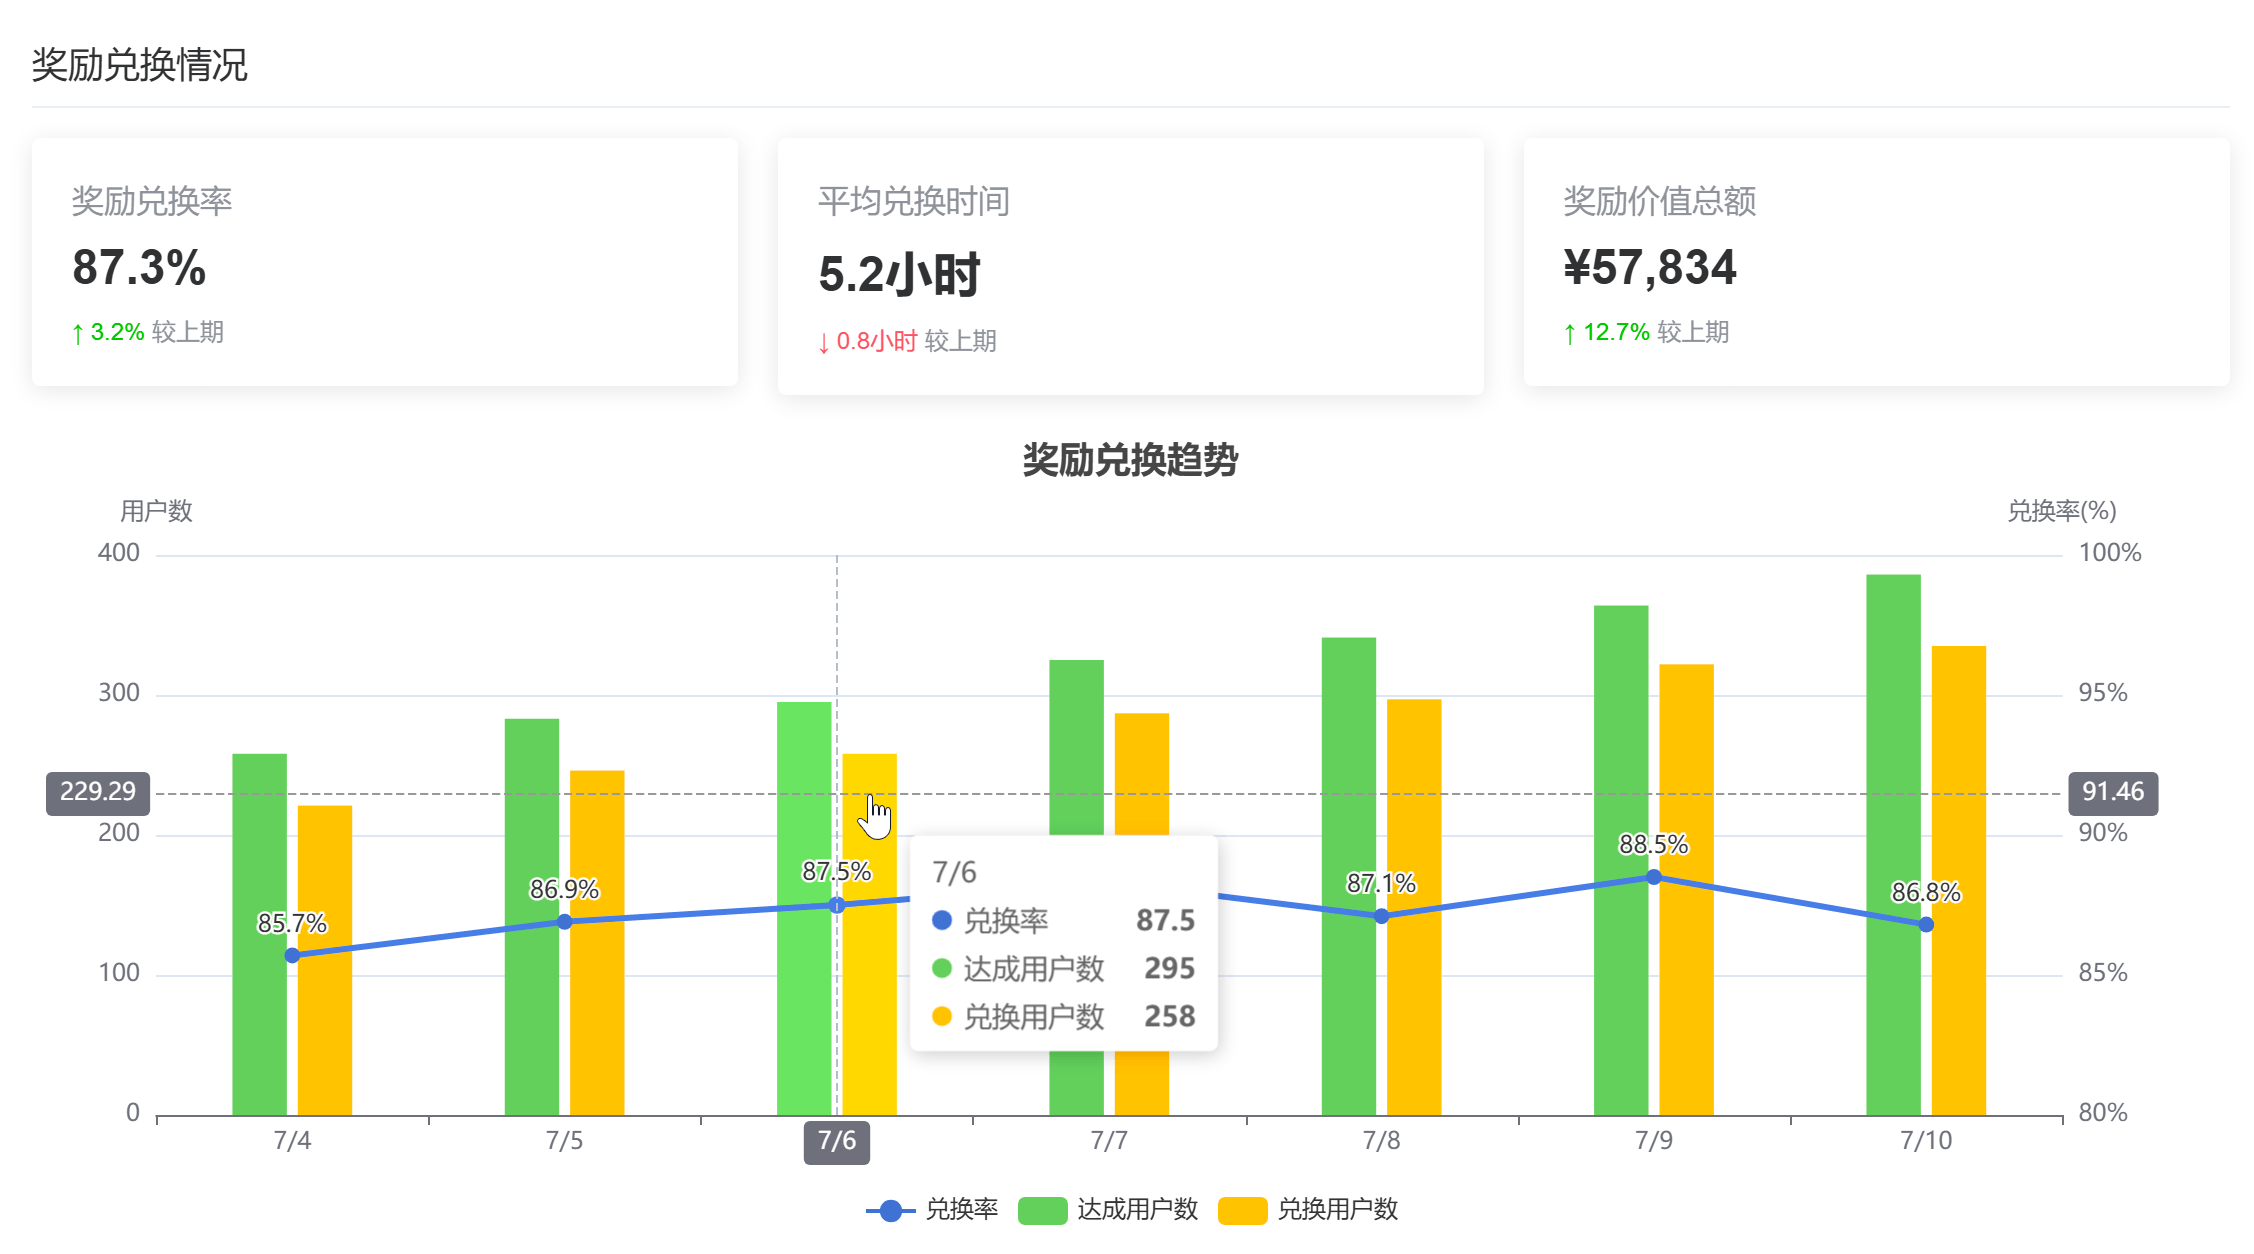 奖励兑换情况
奖励兑换率
87.3%
↑ 3.2% 较上期
平均兑换时间
5.2小时
↓ 0.8小时 较上期
奖励价值总额
¥57,834
↑ 12.7% 较上期
奖励兑换趋势
用户数
兑换率(%)
400
300
229.29
200
100
0
100%
95%
91.46
90%
85%
80%
85.7%
86.9%
87.5%
87.1%
88.5%
86.8%
7/6
兑换率 87.5
达成用户数 295
兑换用户数 258
7/4 7/5 7/6 7/7 7/8 7/9 7/10
兑换率 达成用户数 兑换用户数